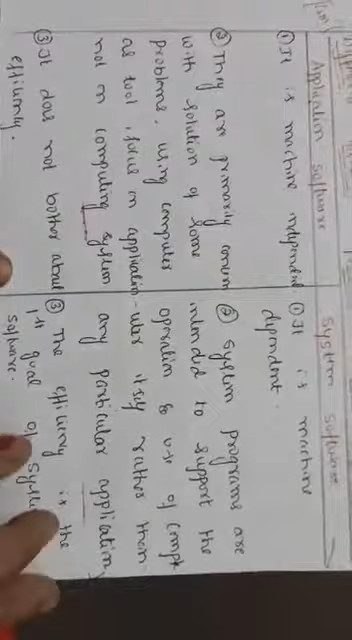 Application software
① It is machine independent
② They are primarily concern
with solution of some
problems, using computer
as tool, focus on application
not on computing system
③ It does not bother about
efficiency.
System software
① It is machine
dependent.
② system programs are
intended to support the
operation & use of compt
-uter itself rather than
any particular application
③ The efficiency is the
1st goal of syste
software.